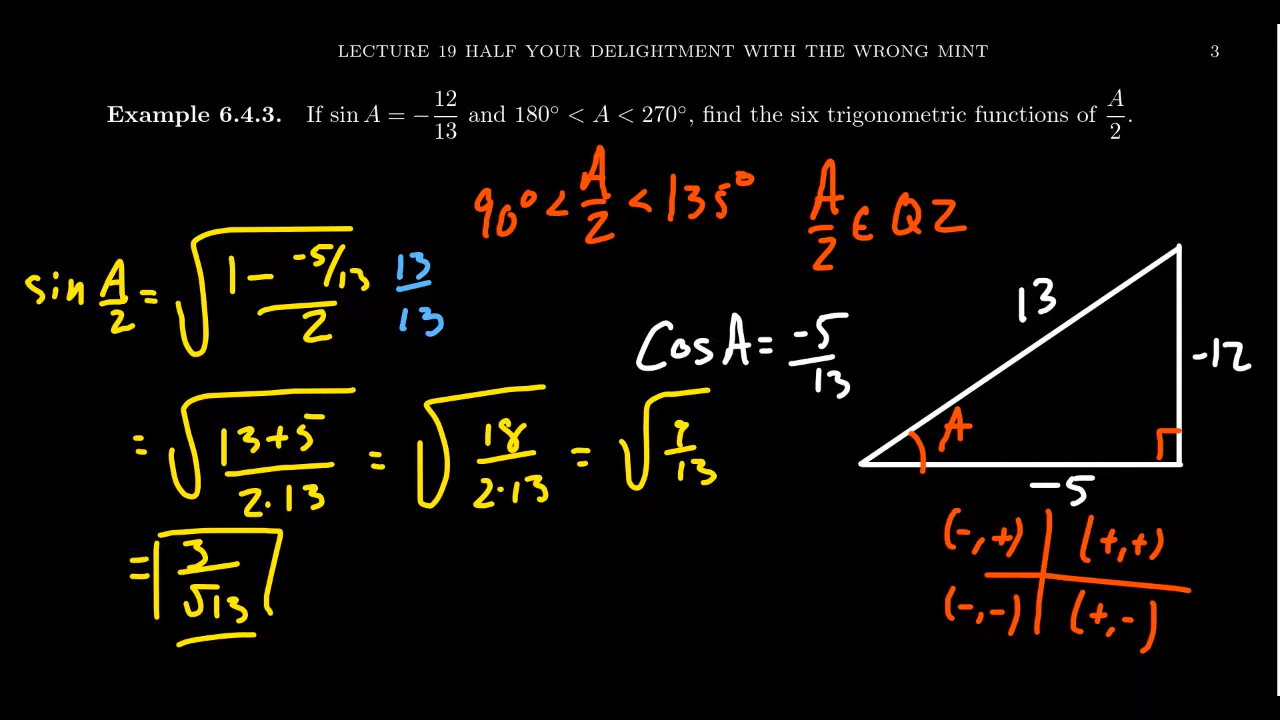 LECTURE 19 HALF YOUR DELIGHTMENT WITH THE WRONG MINT 3
Example 6.4.3. If sin A = −12/13 and 180° < A < 270°, find the six trigonometric functions of A/2.
90° < A/2 < 135° A/2 ∈ QZ
sin A/2 = √((1 − -5/13)/2) 13/13
13
Cos A = -5/13
-12
= √((13+5)/(2·13)) = √(18/(2·13)) = √(9/13)
A
-5
= 3/√13
(-,+) (+,+)
(-,-) (+,-)